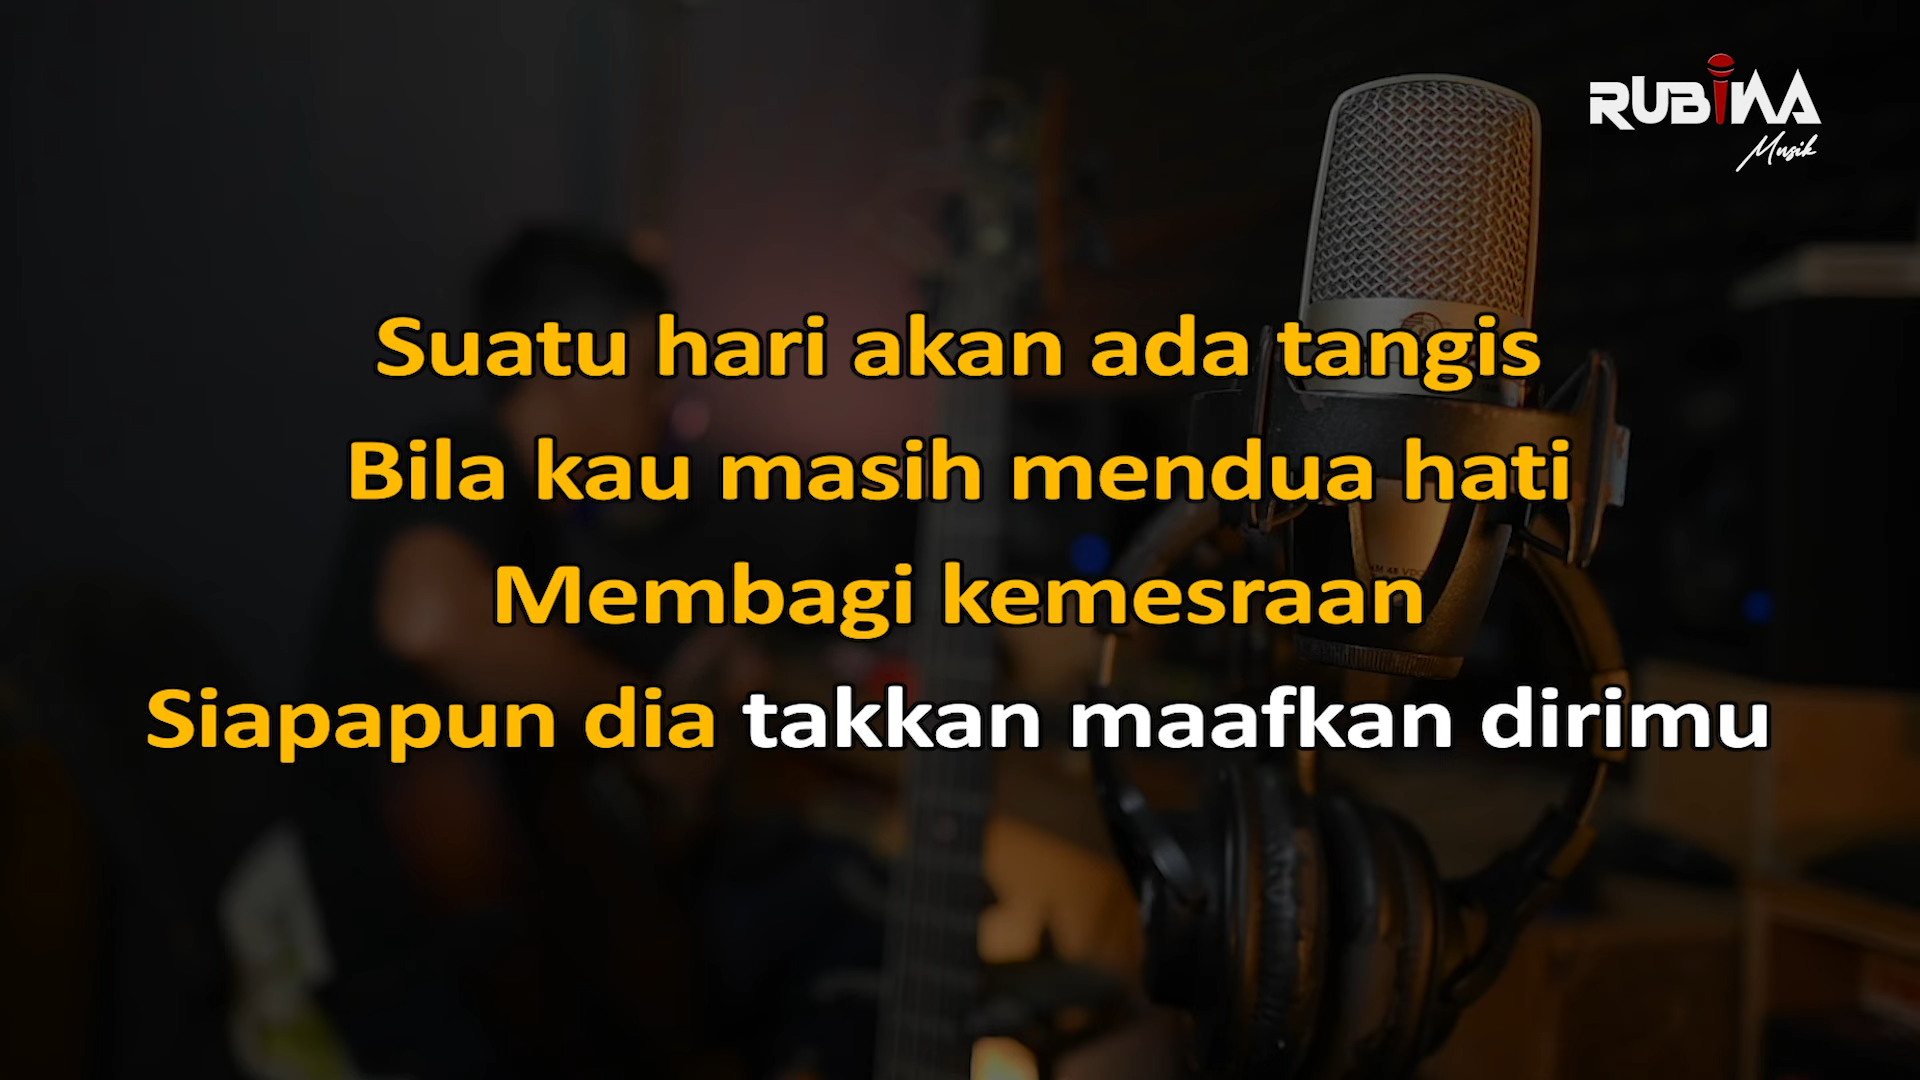 RUBINA
Musik
Suatu hari akan ada tangis
Bila kau masih mendua hati
Membagi kemesraan
Siapapun dia takkan maafkan dirimu